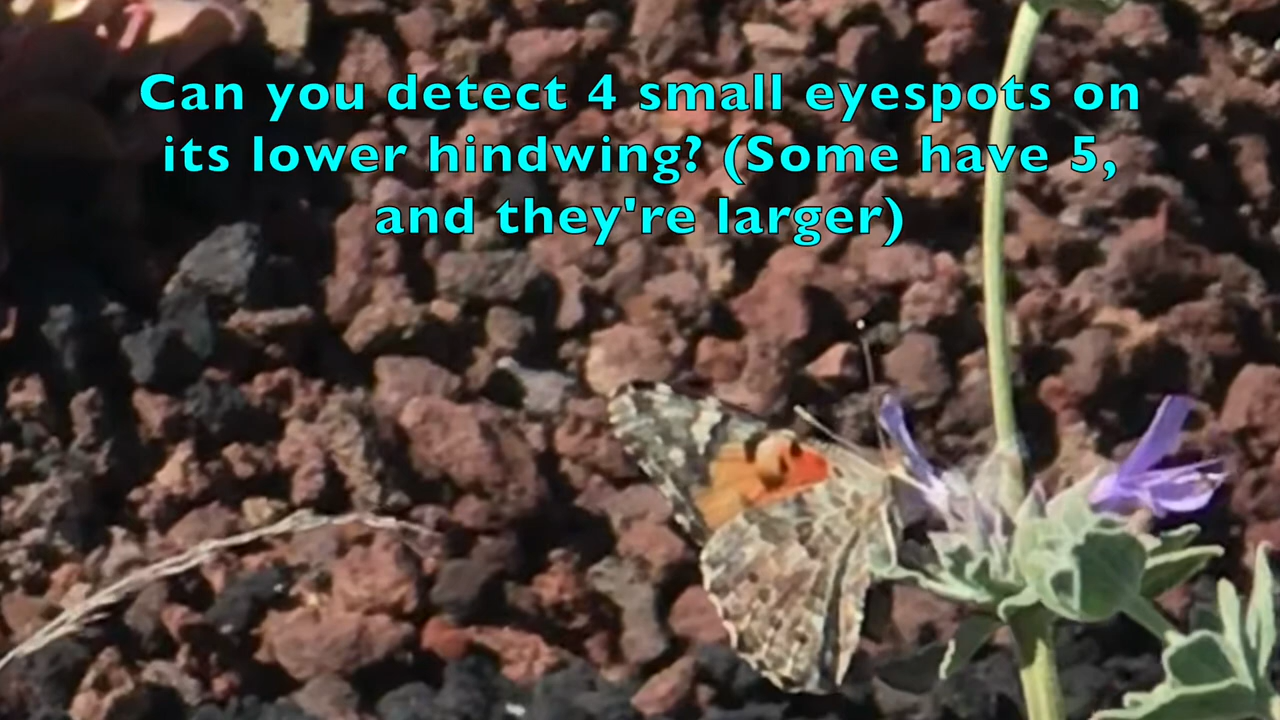 Can you detect 4 small eyespots on
its lower hindwing? (Some have 5,
and they're larger)